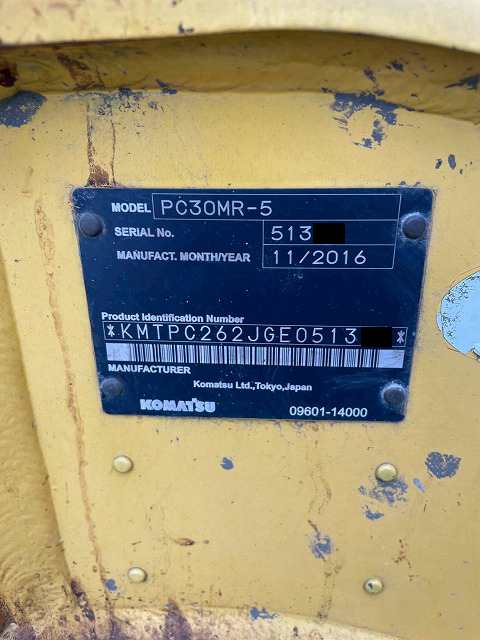 MODEL PC30MR-5
SERIAL No. 513
MANUFACT. MONTH/YEAR 11/2016
Product Identification Number
*KMTPC262JGE0513 *
MANUFACTURER
Komatsu Ltd.,Tokyo,Japan
KOMATSU 09601-14000